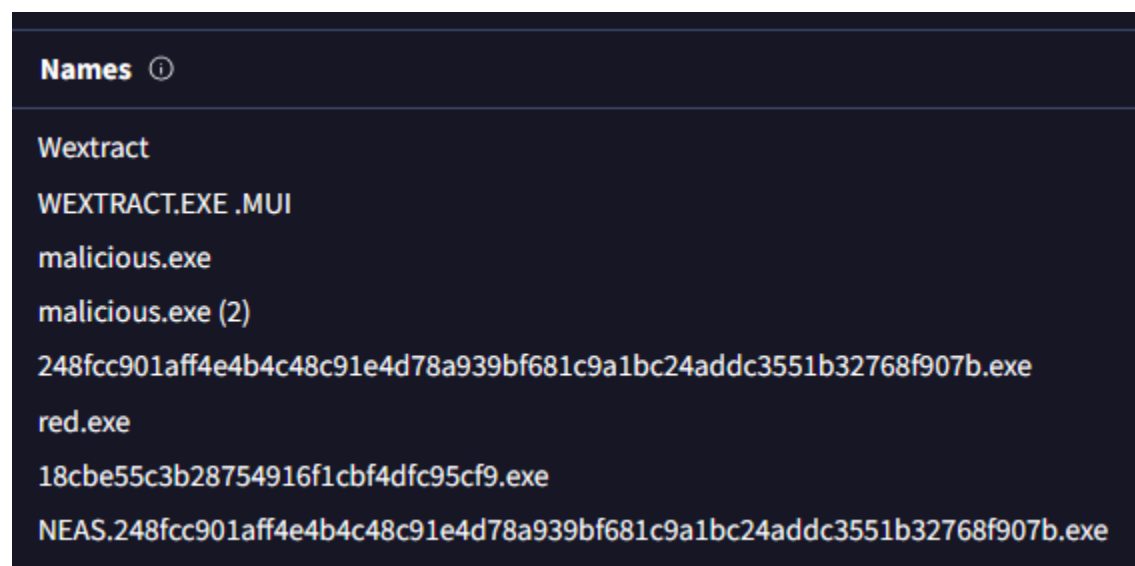 Names
Wextract
WEXTRACT.EXE .MUI
malicious.exe
malicious.exe (2)
248fcc901aff4e4b4c48c91e4d78a939bf681c9a1bc24addc3551b32768f907b.exe
red.exe
18cbe55c3b28754916f1cbf4dfc95cf9.exe
NEAS.248fcc901aff4e4b4c48c91e4d78a939bf681c9a1bc24addc3551b32768f907b.exe